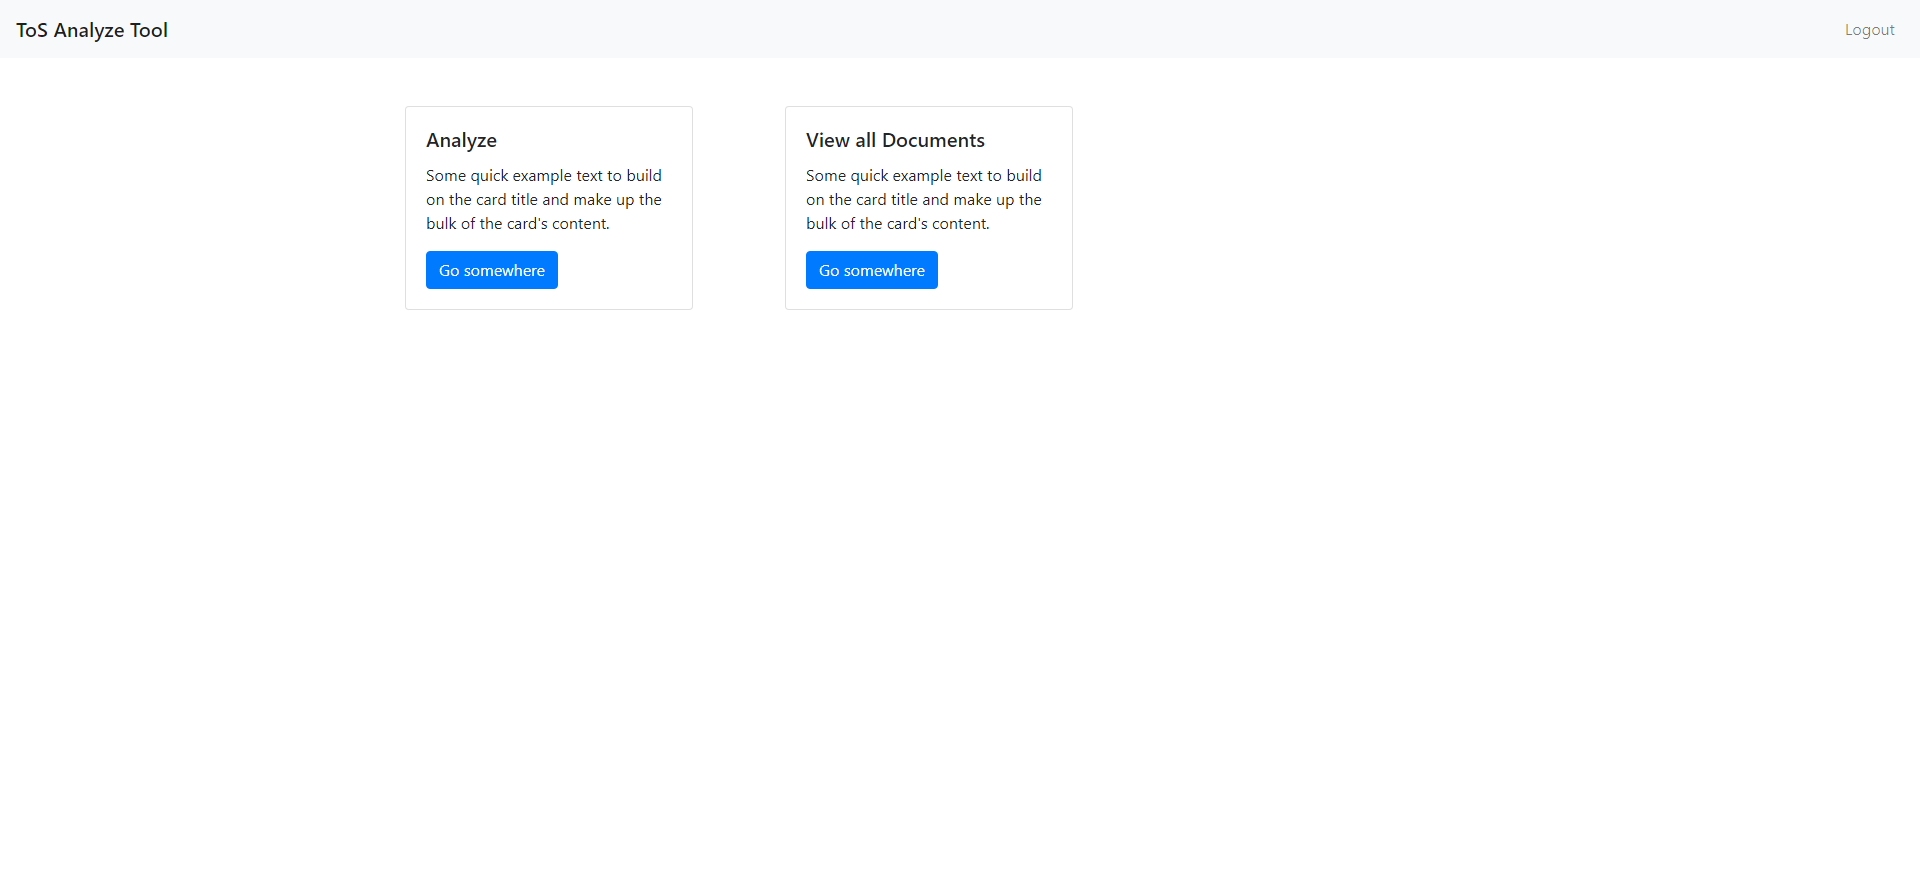 ToS Analyze Tool
Logout
Analyze
Some quick example text to build
on the card title and make up the
bulk of the card's content.
Go somewhere
View all Documents
Some quick example text to build
on the card title and make up the
bulk of the card's content.
Go somewhere